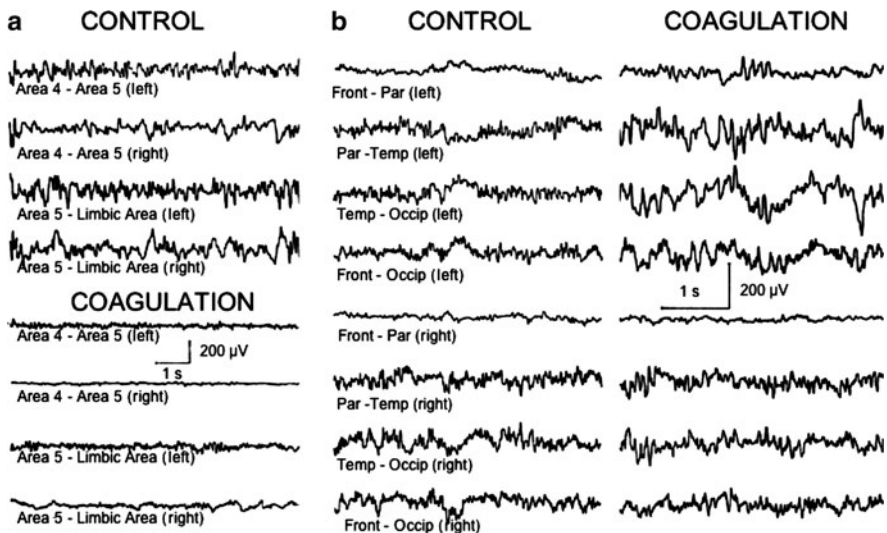 a
CONTROL
Area 4 - Area 5 (left)
Area 4 - Area 5 (right)
Area 5 - Limbic Area (left)
Area 5 - Limbic Area (right)
COAGULATION
Area 4 - Area 5 (left)
200 µV
1 s
Area 4 - Area 5 (right)
Area 5 - Limbic Area (left)
Area 5 - Limbic Area (right)
b
CONTROL
COAGULATION
Front - Par (left)
Par -Temp (left)
Temp - Occip (left)
Front - Occip (left)
1 s
200 µV
Front - Par (right)
Par -Temp (right)
Temp - Occip (right)
Front - Occip (right)